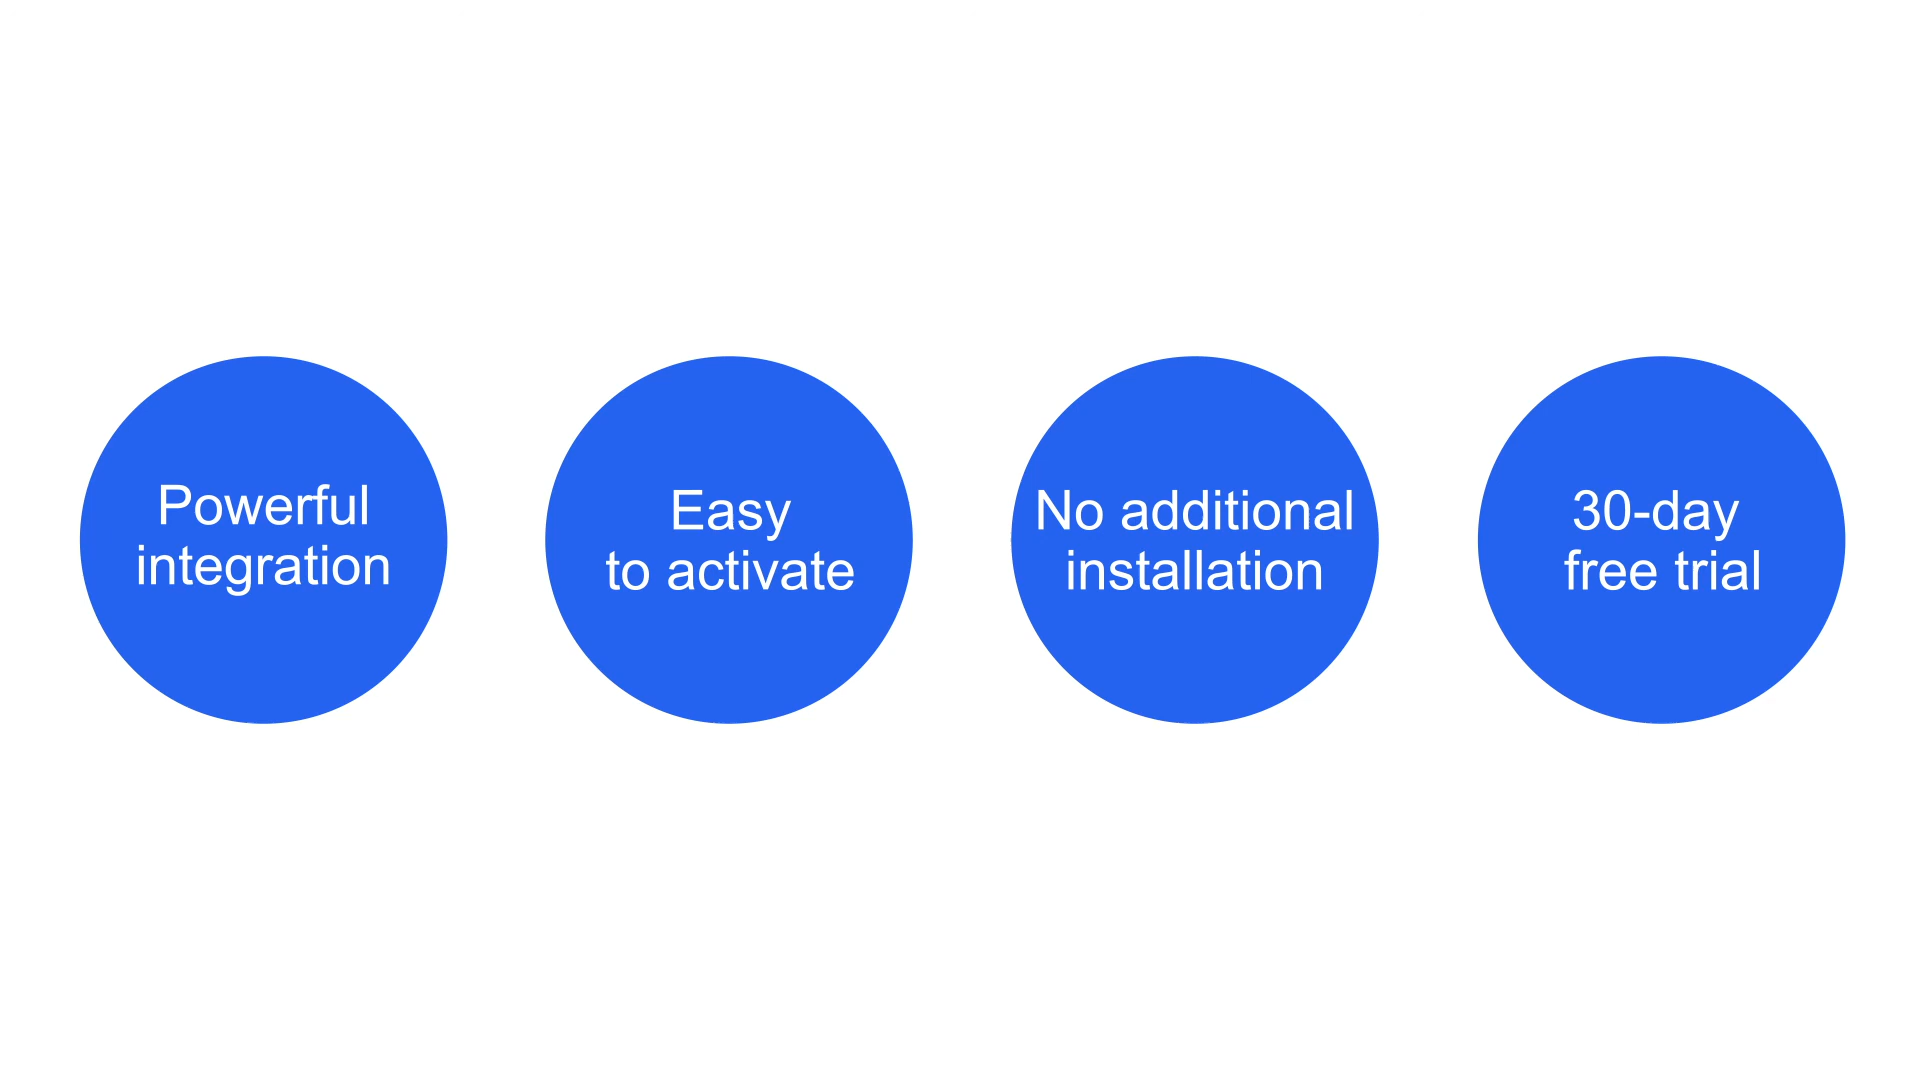 Powerful
integration
Easy
to activate
No additional
installation
30-day
free trial